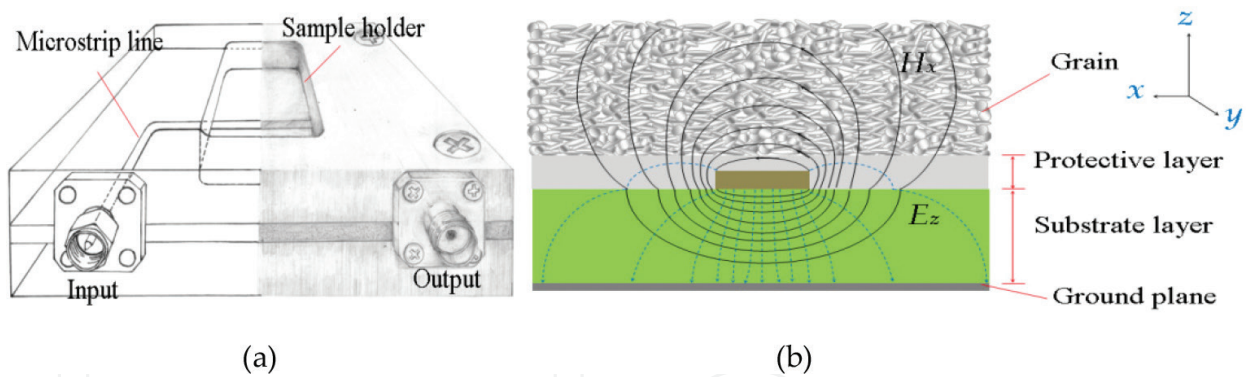 Microstrip line
Sample holder
Input
Output
(a)
Hx
Ez
Grain
Protective layer
Substrate layer
Ground plane
z
x
y
(b)